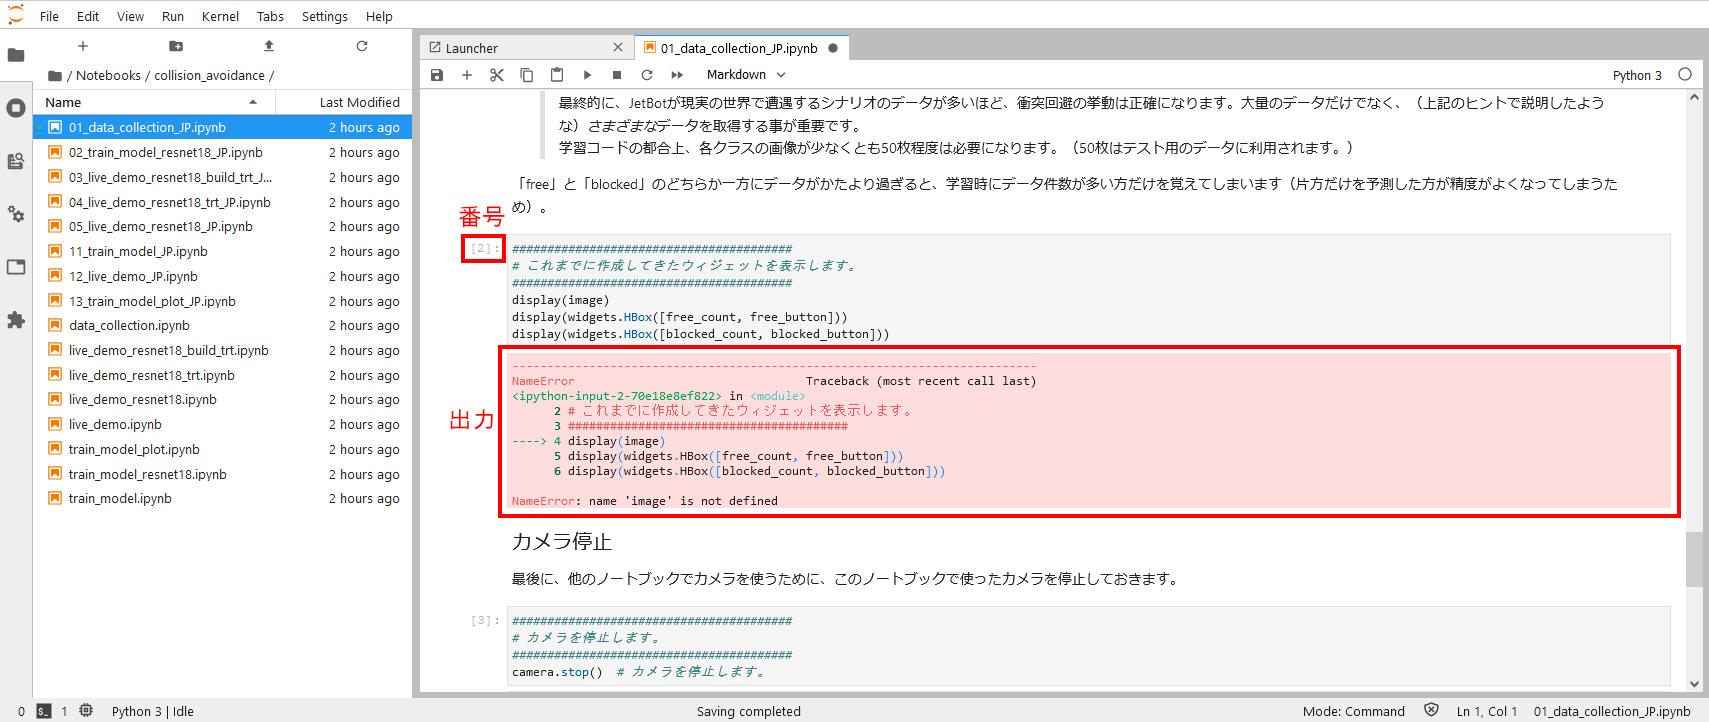 File Edit View Run Kernel Tabs Settings Help
/ Notebooks / collision_avoidance /
Name Last Modified
01_data_collection_JP.ipynb 2 hours ago
02_train_model_resnet18_JP.ipynb 2 hours ago
03_live_demo_resnet18_build_trt_J... 2 hours ago
04_live_demo_resnet18_trt_JP.ipynb 2 hours ago
05_live_demo_resnet18_JP.ipynb 2 hours ago
11_train_model_JP.ipynb 2 hours ago
12_live_demo_JP.ipynb 2 hours ago
13_train_model_plot_JP.ipynb 2 hours ago
data_collection.ipynb 2 hours ago
live_demo_resnet18_build_trt.ipynb 2 hours ago
live_demo_resnet18_trt.ipynb 2 hours ago
live_demo_resnet18.ipynb 2 hours ago
live_demo.ipynb 2 hours ago
train_model_plot.ipynb 2 hours ago
train_model_resnet18.ipynb 2 hours ago
train_model.ipynb 2 hours ago
Launcher 01_data_collection_JP.ipynb
Markdown Python 3
最終的に、JetBotが現実の世界で遭遇するシナリオのデータが多いほど、衝突回避の挙動は正確になります。大量のデータだけでなく、（上記のヒントで説明したよう
な）さまざまなデータを取得する事が重要です。
学習コードの都合上、各クラスの画像が少なくとも50枚程度は必要になります。（50枚はテスト用のデータに利用されます。）
「free」と「blocked」のどちらか一方にデータがかたより過ぎると、学習時にデータ件数が多い方だけを覚えてしまいます（片方だけを予測した方が精度がよくなってしまうた
め）。
番号
[2]: ########################################
# これまでに作成してきたウィジェットを表示します。
########################################
display(image)
display(widgets.HBox([free_count, free_button]))
display(widgets.HBox([blocked_count, blocked_button]))
出力
---------------------------------------------------------------------------
NameError Traceback (most recent call last)
<ipython-input-2-70e18e8ef822> in <module>
2 # これまでに作成してきたウィジェットを表示します。
3 ########################################
----> 4 display(image)
5 display(widgets.HBox([free_count, free_button]))
6 display(widgets.HBox([blocked_count, blocked_button]))
NameError: name 'image' is not defined
カメラ停止
最後に、他のノートブックでカメラを使うために、このノートブックで使ったカメラを停止しておきます。
[3]: ########################################
# カメラを停止します。
########################################
camera.stop() # カメラを停止します。
0 $_ 1 Python 3 | Idle Saving completed Mode: Command Ln 1, Col 1 01_data_collection_JP.ipynb